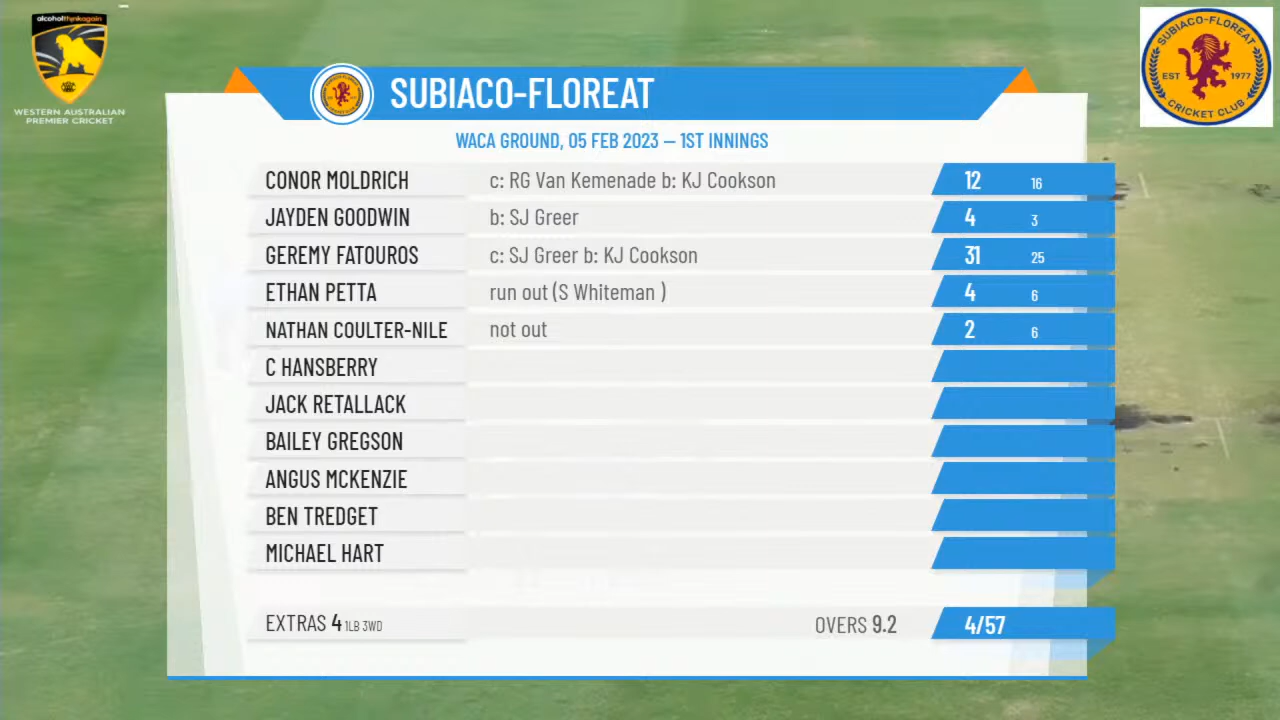 alcoholthinkagain
WESTERN AUSTRALIAN
PREMIER CRICKET
SUBIACO-FLOREAT
EST 1977
CRICKET CLUB
SUBIACO-FLOREAT
WACA GROUND, 05 FEB 2023 – 1ST INNINGS
CONOR MOLDRICH c: RG Van Kemenade b: KJ Cookson 12 16
JAYDEN GOODWIN b: SJ Greer 4 3
GEREMY FATOUROS c: SJ Greer b: KJ Cookson 31 25
ETHAN PETTA run out (S Whiteman ) 4 6
NATHAN COULTER-NILE not out 2 6
C HANSBERRY
JACK RETALLACK
BAILEY GREGSON
ANGUS MCKENZIE
BEN TREDGET
MICHAEL HART
EXTRAS 4 1LB 3WD OVERS 9.2 4/57